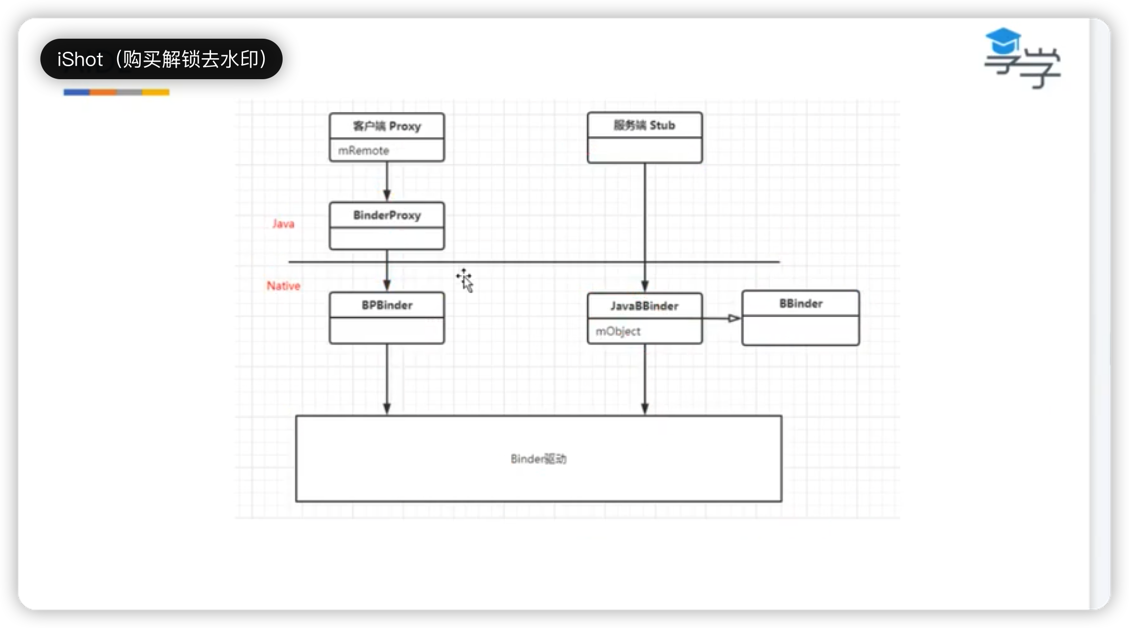 iShot（购买解锁去水印）
享学
客户端 Proxy
mRemote
服务端 Stub
BinderProxy
Java
Native
BPBinder
JavaBBinder
mObject
BBinder
Binder驱动